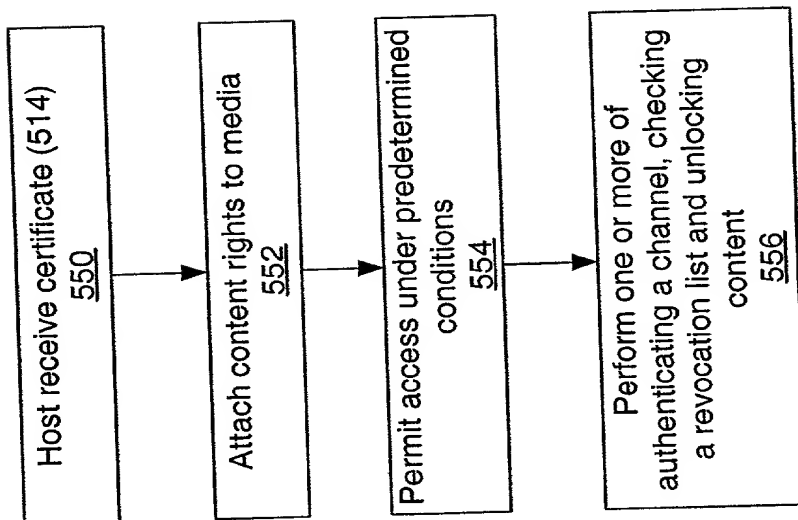 Host receive certificate (514)
550
Attach content rights to media
552
Permit access under predetermined
conditions
554
Perform one or more of
authenticating a channel, checking
a revocation list and unlocking
content
556